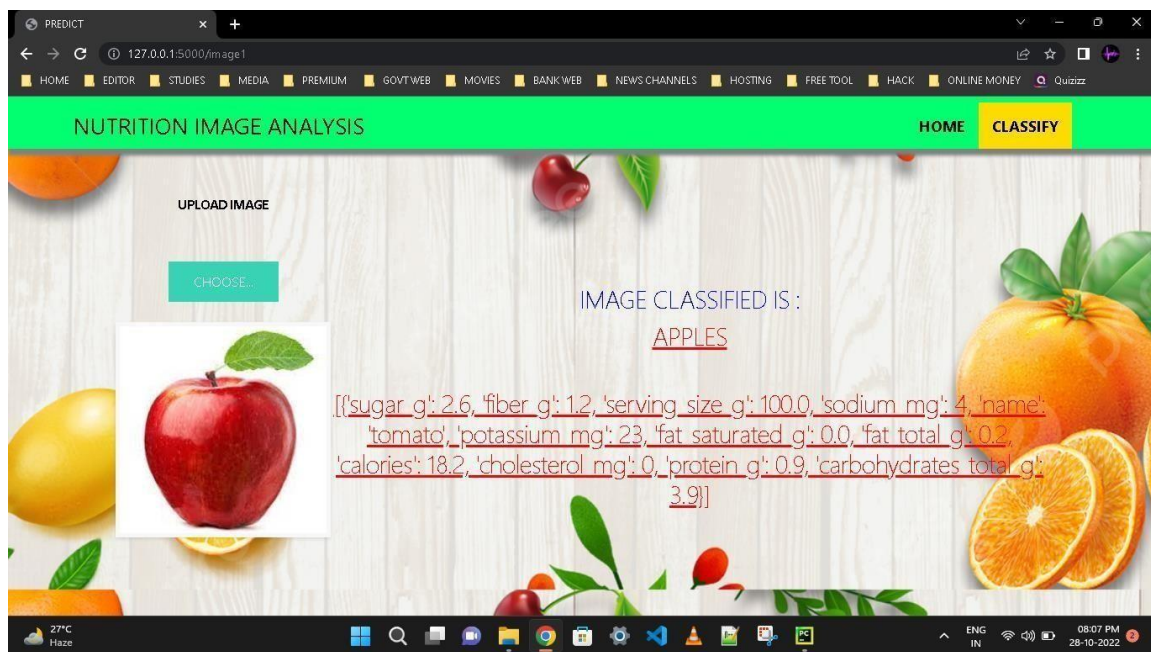 PREDICT
127.0.0.1:5000/image1
HOME EDITOR STUDIES MEDIA PREMIUM GOVT WEB MOVIES BANK WEB NEWS CHANNELS HOSTING FREE TOOL HACK ONLINE MONEY Quizizz
NUTRITION IMAGE ANALYSIS HOME CLASSIFY
UPLOAD IMAGE
CHOOSE...
IMAGE CLASSIFIED IS :
APPLES
[{'sugar_g': 2.6, 'fiber_g': 1.2, 'serving_size_g': 100.0, 'sodium_mg': 4, 'name':
'tomato', 'potassium_mg': 23, 'fat_saturated_g': 0.0, 'fat_total_g': 0.2,
'calories': 18.2, 'cholesterol_mg': 0, 'protein_g': 0.9, 'carbohydrates_total_g':
3.9}]
27°C
Haze
ENG
IN
08:07 PM
28-10-2022
2